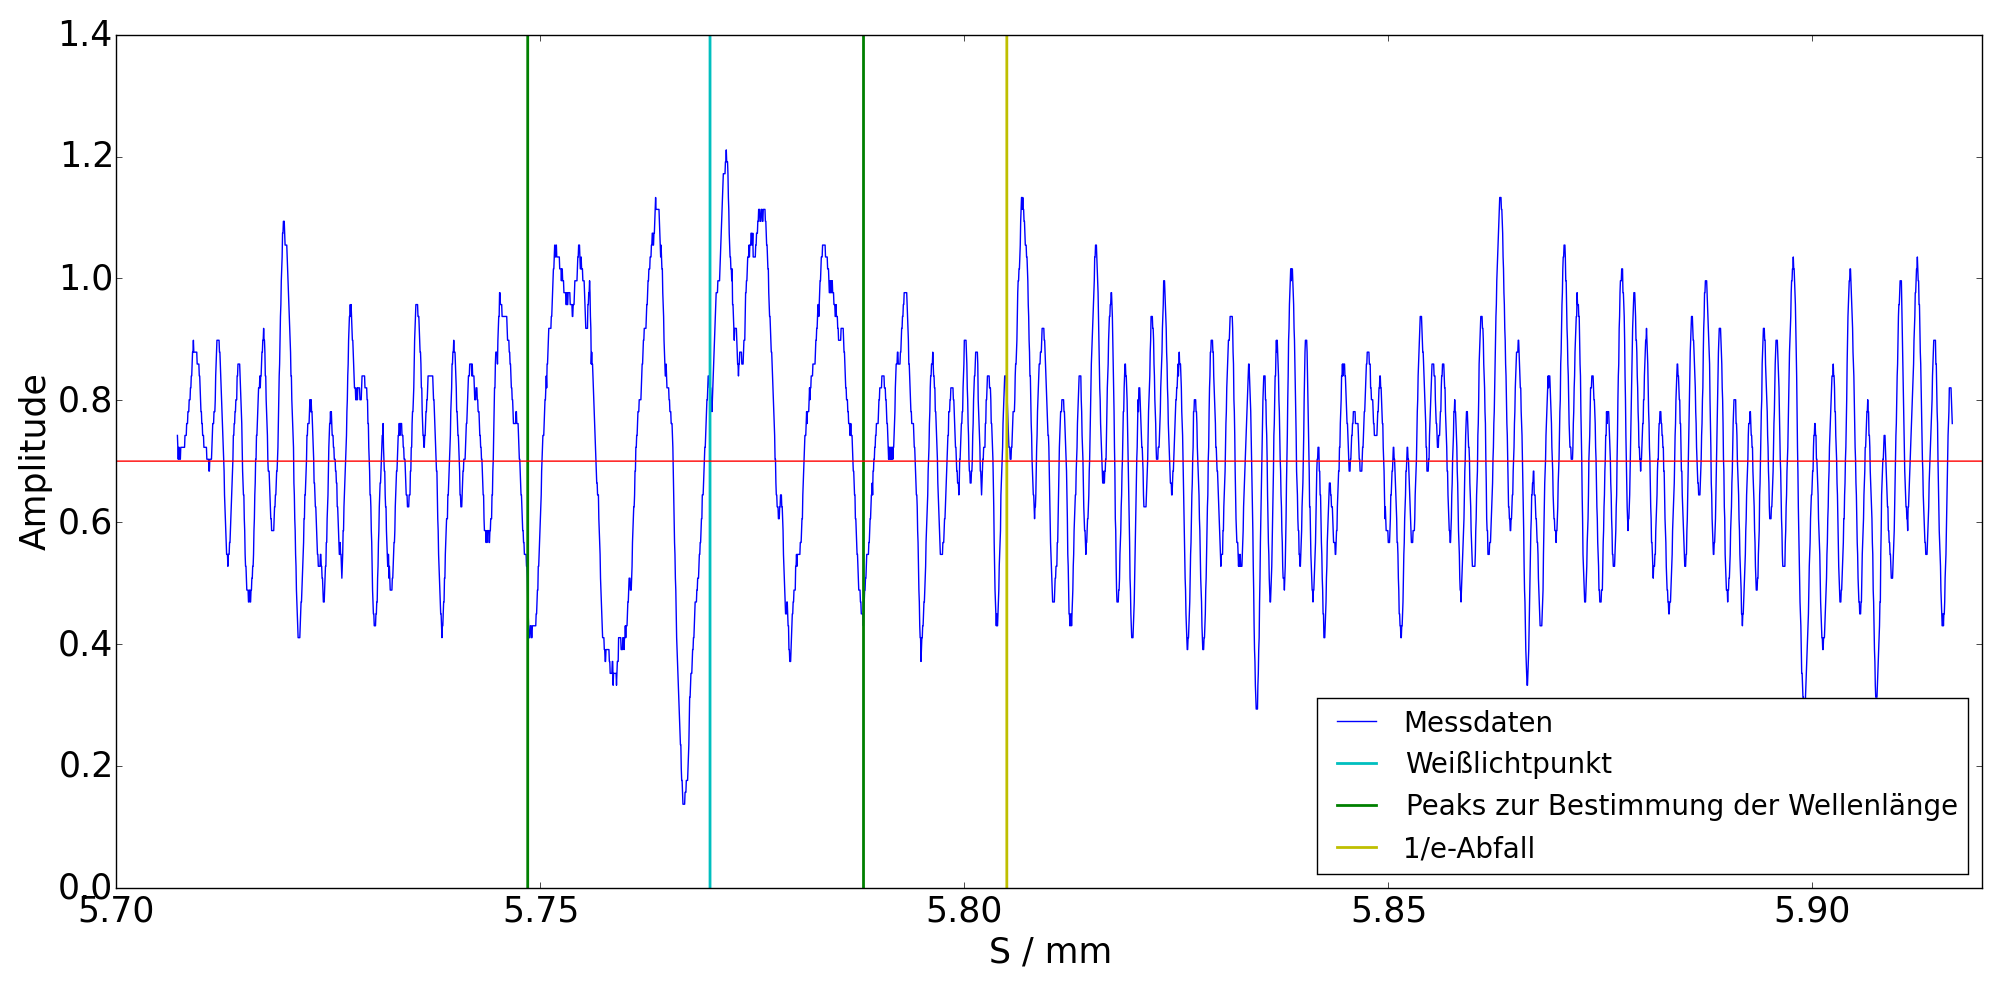 1.4
1.2
1.0
0.8
0.6
0.4
0.2
0.0
Amplitude
5.70 5.75 5.80 5.85 5.90
S / mm
Messdaten
Weißlichtpunkt
Peaks zur Bestimmung der Wellenlänge
1/e-Abfall